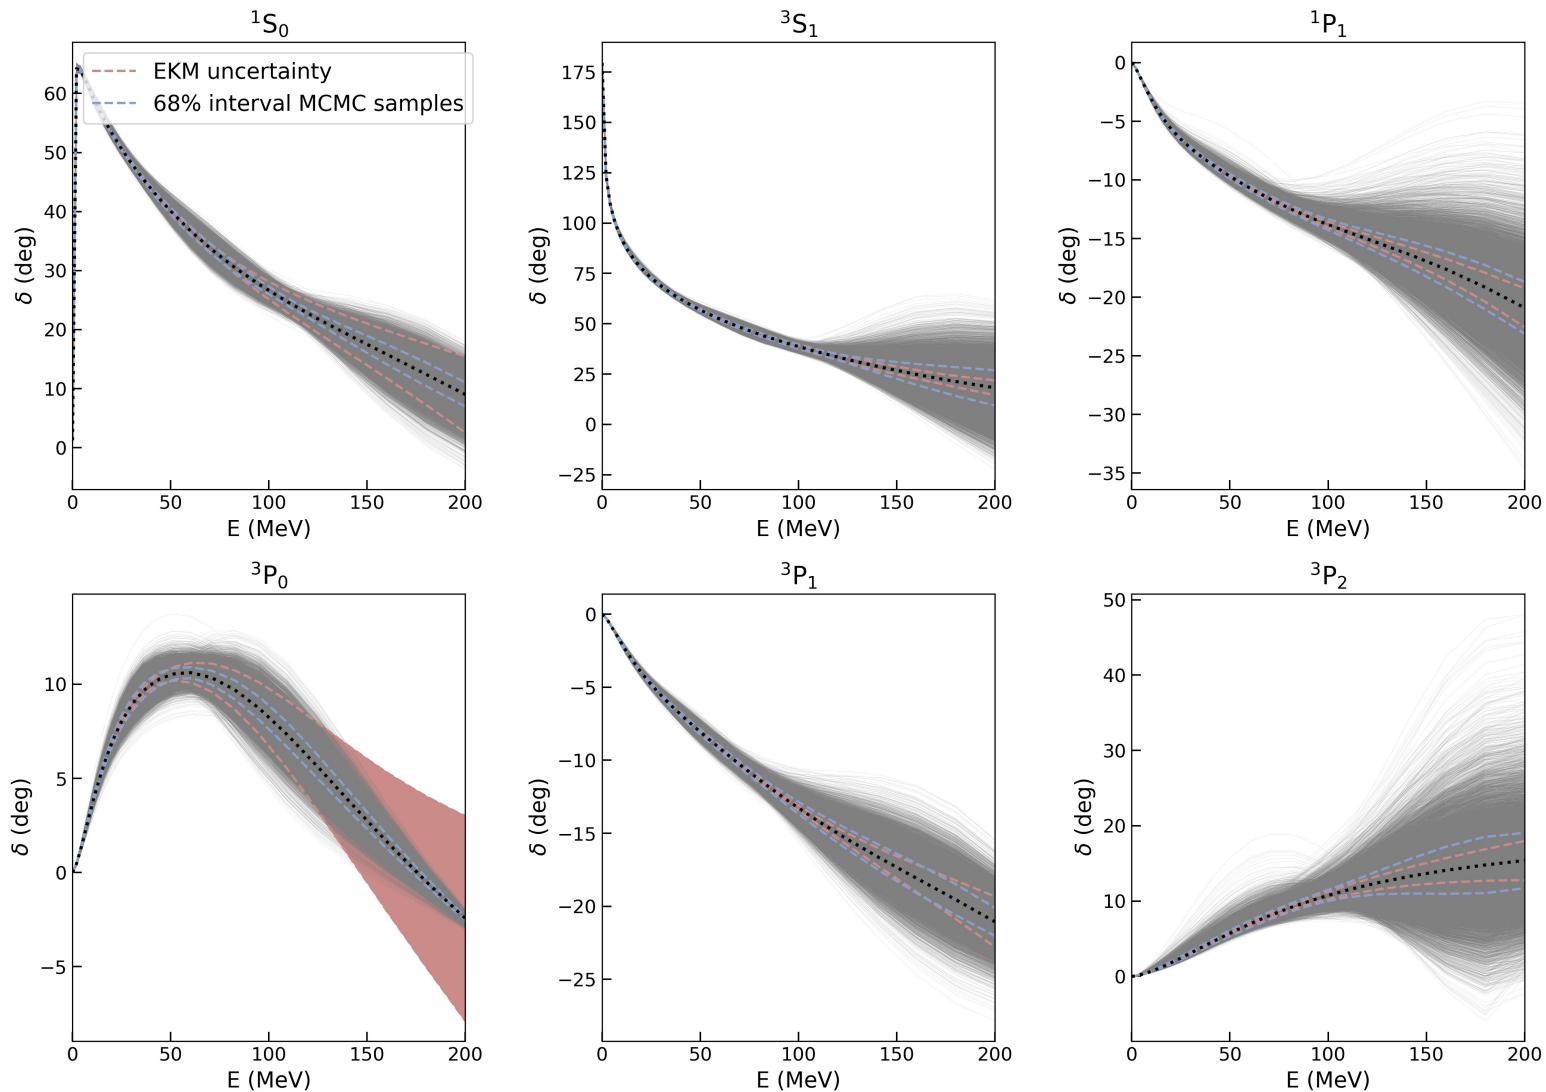 ¹S₀
EKM uncertainty
68% interval MCMC samples
60
50
40
30
20
10
0
δ (deg)
0 50 100 150 200
E (MeV)
³S₁
175
150
125
100
75
50
25
0
−25
δ (deg)
0 50 100 150 200
E (MeV)
¹P₁
0
−5
−10
−15
−20
−25
−30
−35
δ (deg)
0 50 100 150 200
E (MeV)
³P₀
10
5
0
−5
δ (deg)
0 50 100 150 200
E (MeV)
³P₁
0
−5
−10
−15
−20
−25
δ (deg)
0 50 100 150 200
E (MeV)
³P₂
50
40
30
20
10
0
δ (deg)
0 50 100 150 200
E (MeV)